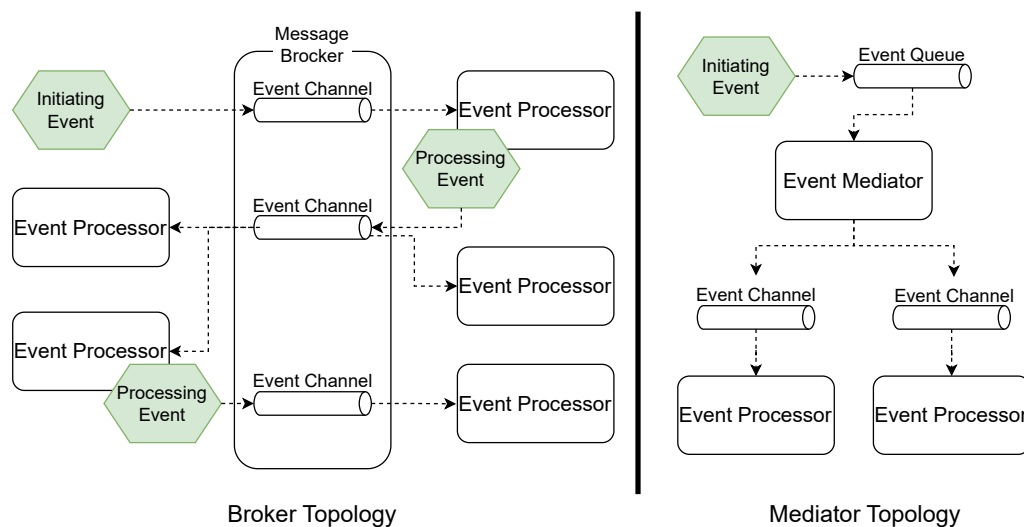 Message
Brocker
Initiating
Event
Event Channel
Event Processor
Processing
Event
Event Processor
Event Channel
Event Processor
Event Processor
Processing
Event
Event Channel
Event Processor
Broker Topology
Initiating
Event
Event Queue
Event Mediator
Event Channel
Event Channel
Event Processor
Event Processor
Mediator Topology